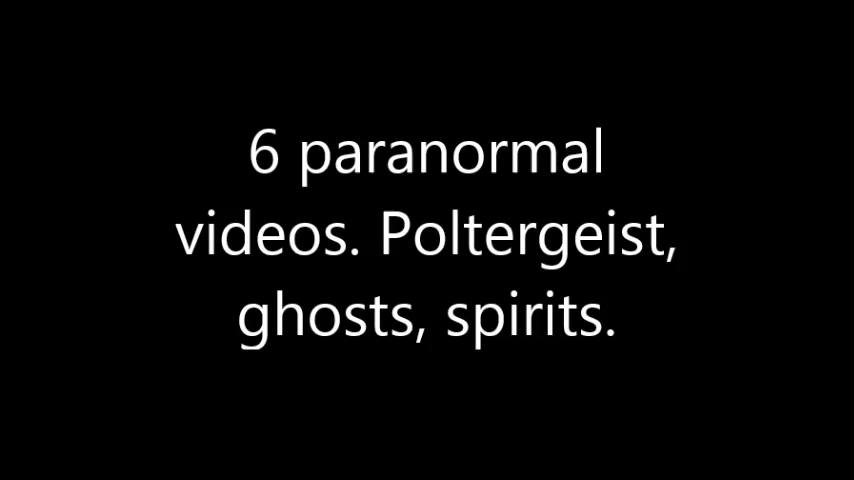 6 paranormal
videos. Poltergeist,
ghosts, spirits.